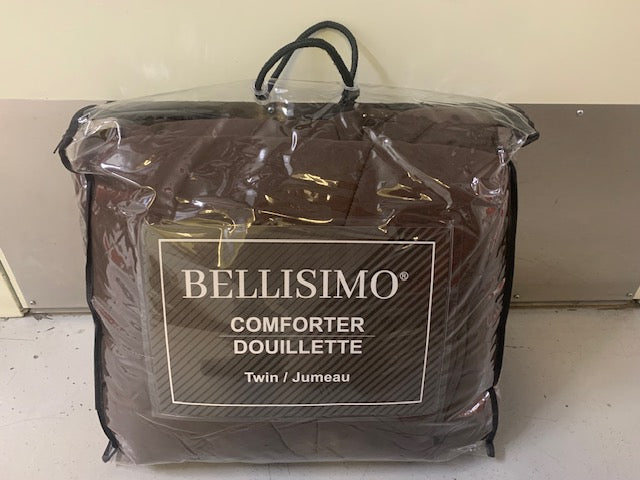 BELLISIMO®
COMFORTER
DOUILLETTE
Twin / Jumeau